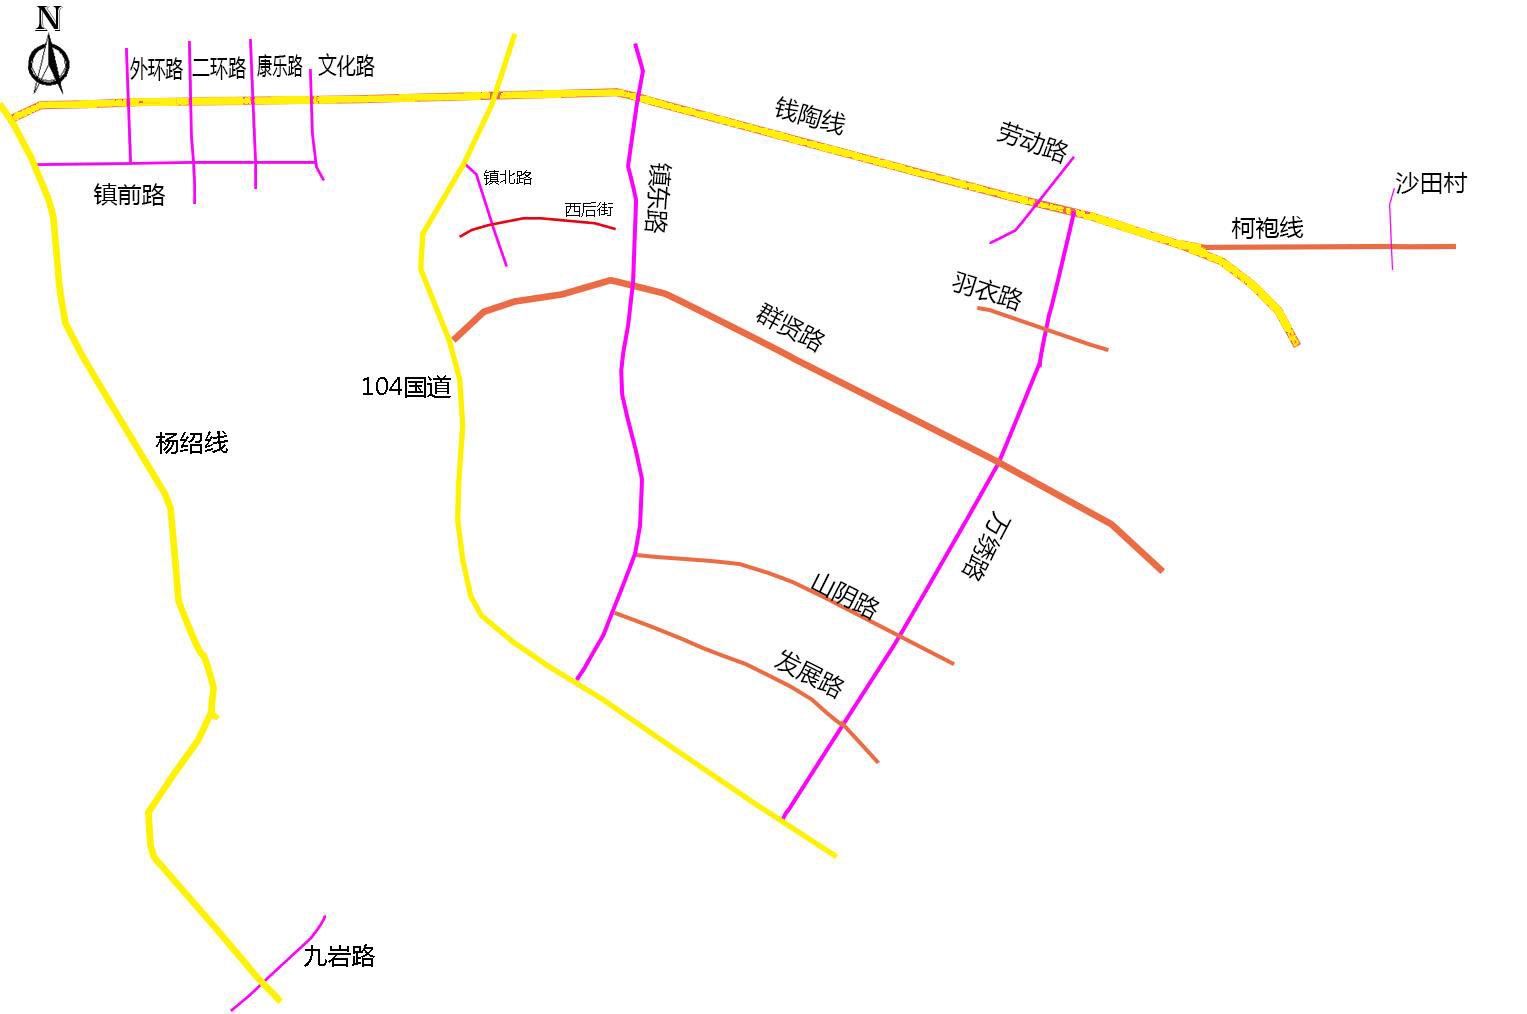 N
外环路
二环路
康乐路
文化路
钱陶线
劳动路
镇北路
镇东路
沙田村
镇前路
西后街
柯袍线
羽衣路
群贤路
104国道
杨绍线
万绣路
山阴路
发展路
九岩路